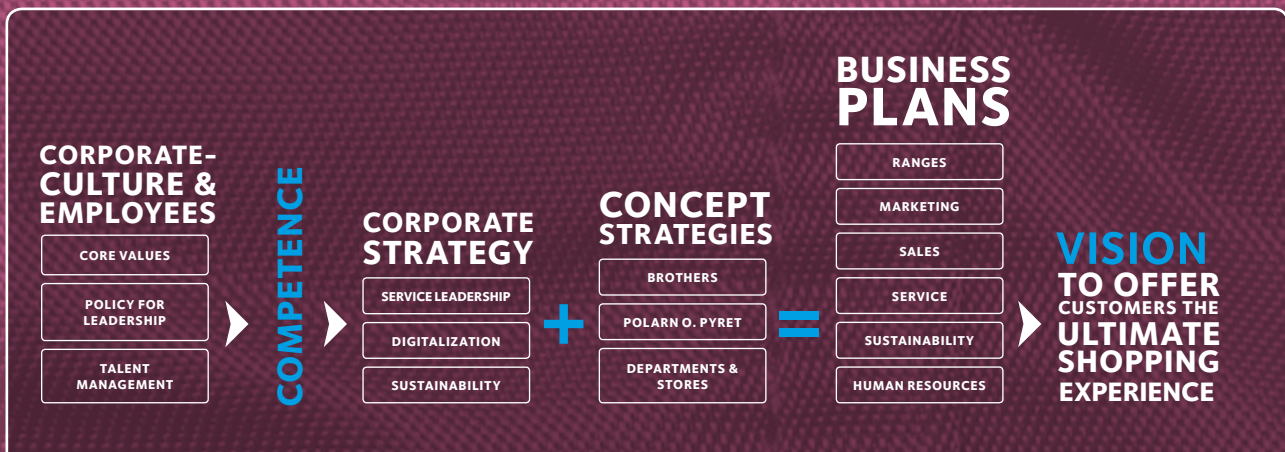 CORPORATE-
CULTURE &
EMPLOYEES
CORE VALUES
POLICY FOR
LEADERSHIP
TALENT
MANAGEMENT
COMPETENCE
CORPORATE
STRATEGY
SERVICE LEADERSHIP
DIGITALIZATION
SUSTAINABILITY
+
CONCEPT
STRATEGIES
BROTHERS
POLARN O. PYRET
DEPARTMENTS &
STORES
=
BUSINESS
PLANS
RANGES
MARKETING
SALES
SERVICE
SUSTAINABILITY
HUMAN RESOURCES
VISION
TO OFFER
CUSTOMERS THE
ULTIMATE
SHOPPING
EXPERIENCE